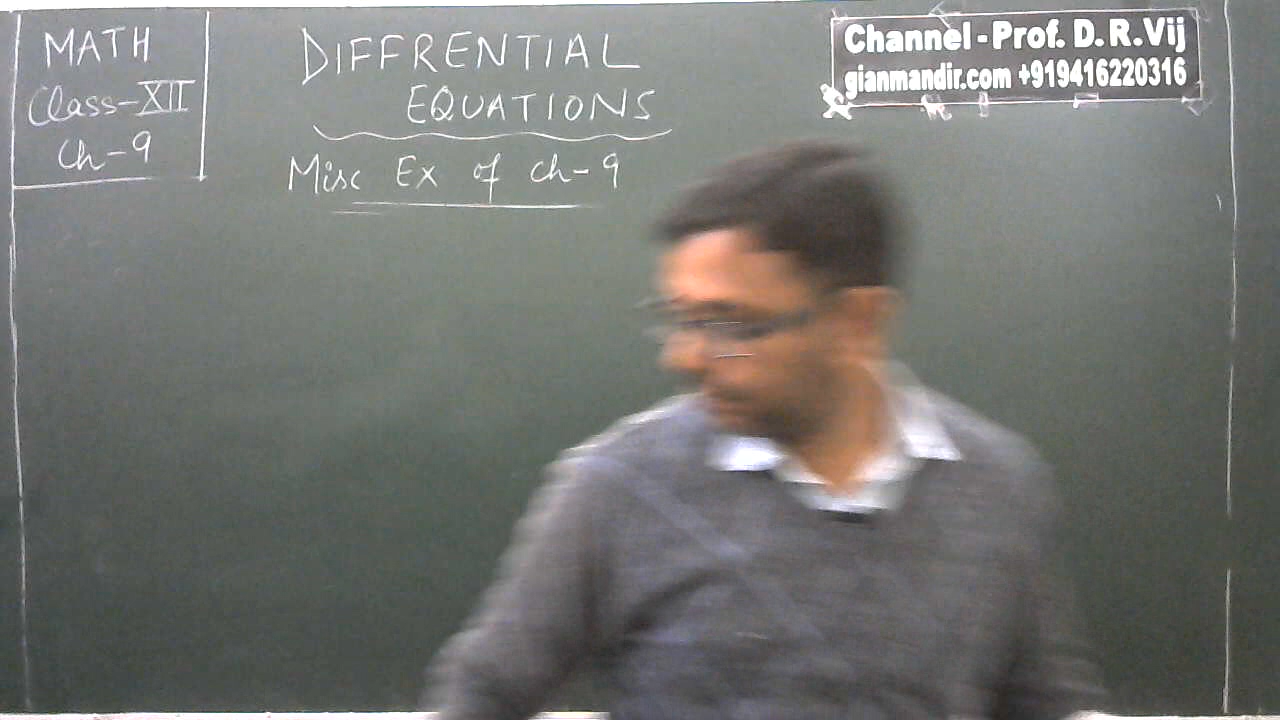 MATH
Class-XII
Ch-9
DIFFRENTIAL
EQUATIONS
Misc Ex of Ch-9
Channel - Prof. D. R. Vij
gianmandir.com +919416220316